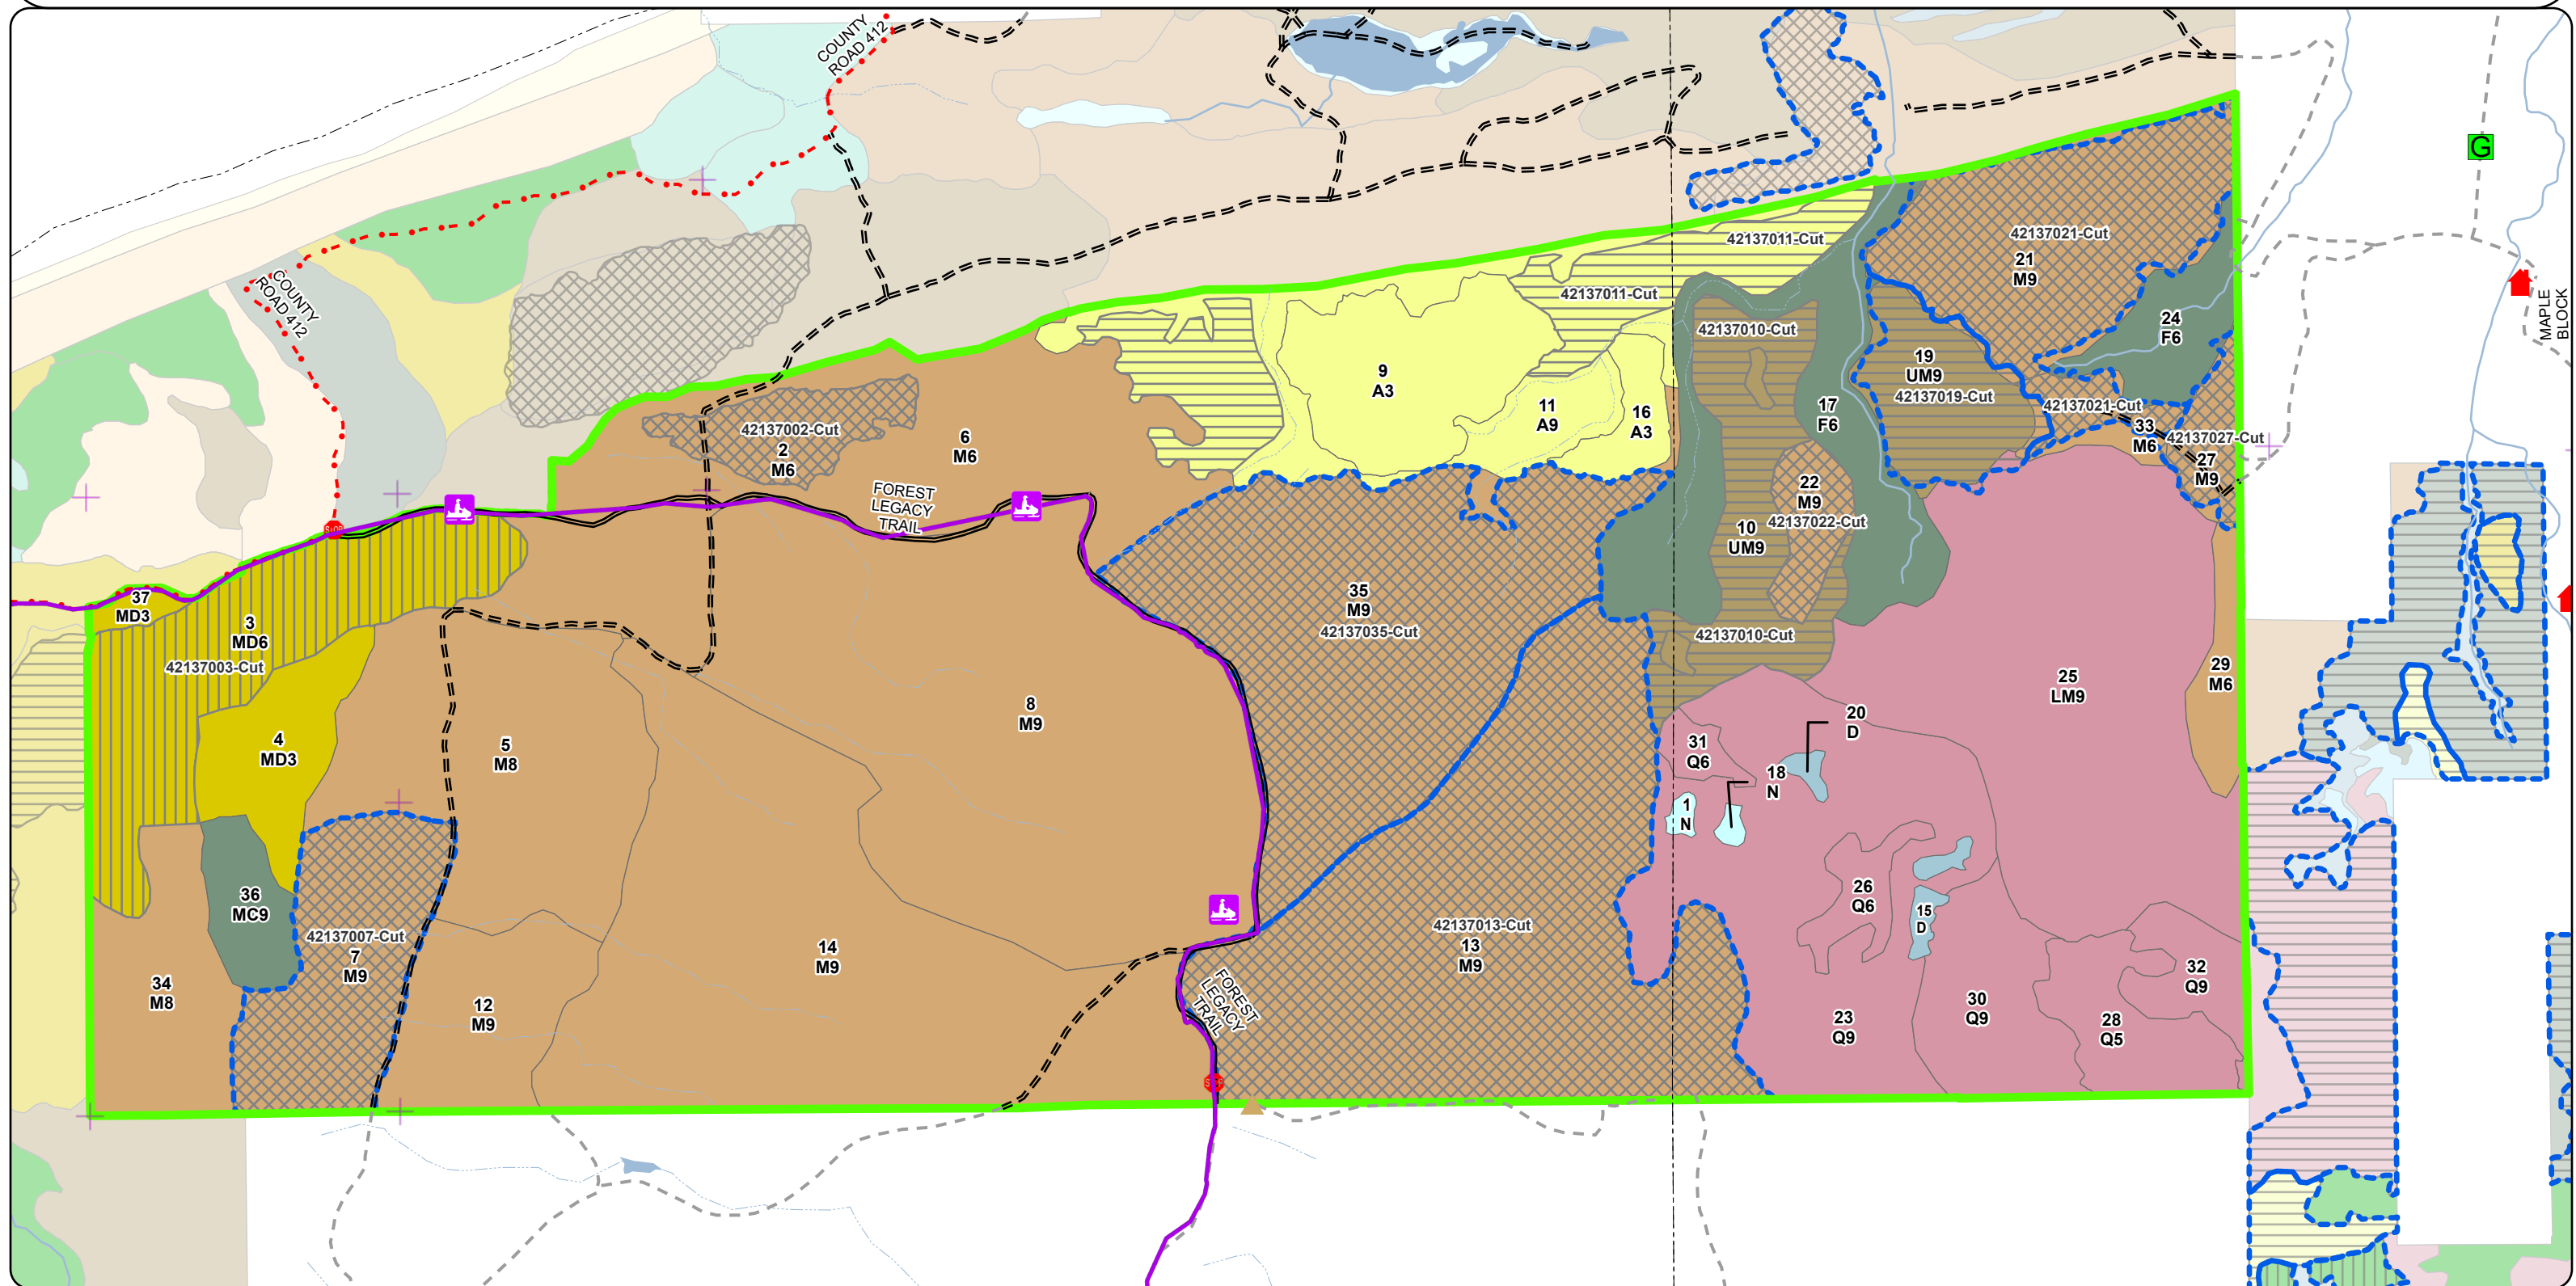 COUNTY
ROAD 412
G
COUNTY
ROAD 412
MAPLE
BLOCK
42137011-Cut
42137021-Cut
21
M9
42137011-Cut
42137010-Cut
24
F6
9
A3
19
UM9
42137019-Cut
42137021-Cut
11
A9
16
A3
17
F6
33
M6
42137027-Cut
27
M9
42137002-Cut
2
M6
6
M6
FOREST
LEGACY
TRAIL
22
M9
42137022-Cut
10
UM9
STOP
37
MD3
3
MD6
42137003-Cut
35
M9
42137035-Cut
42137010-Cut
25
LM9
29
M6
8
M9
4
MD3
5
M8
20
D
31
Q6
18
N
1
N
36
MC9
26
Q6
15
D
42137007-Cut
7
M9
42137013-Cut
13
M9
14
M9
34
M8
12
M9
FOREST
LEGACY
TRAIL
32
Q9
23
Q9
30
Q9
28
Q5
STOP